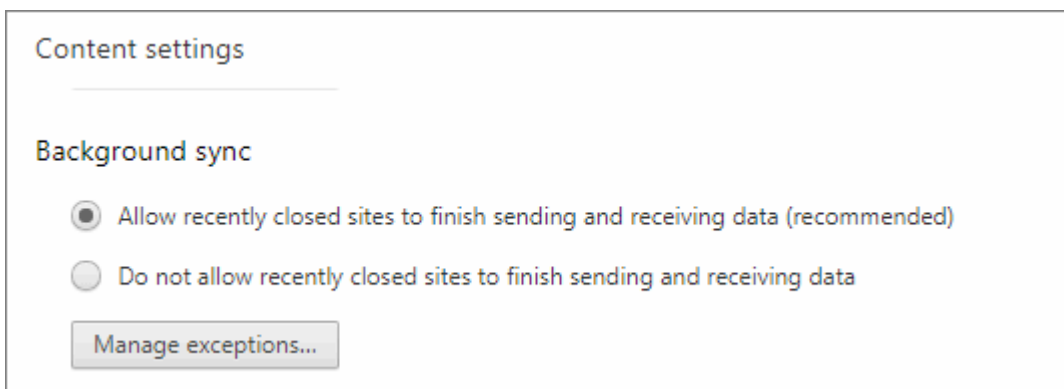 Content settings
Background sync
Allow recently closed sites to finish sending and receiving data (recommended)
Do not allow recently closed sites to finish sending and receiving data
Manage exceptions...